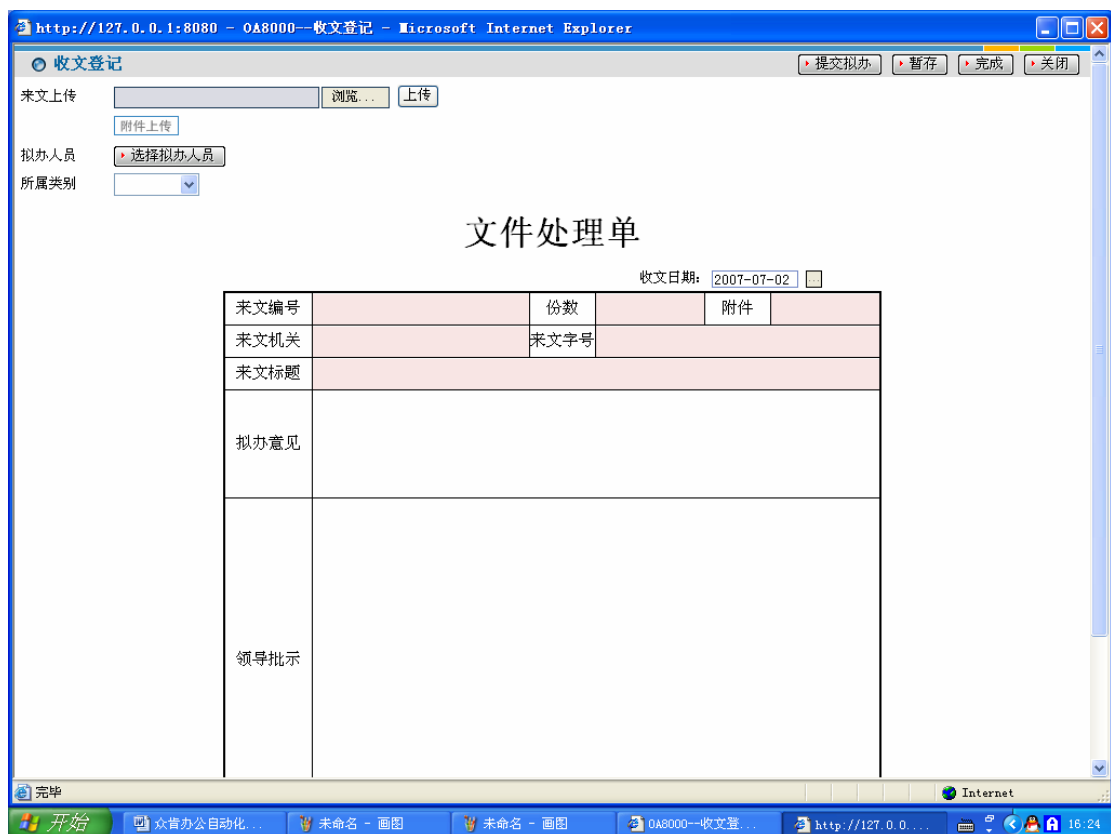 http://127.0.0.1:8080 - OA8000--收文登记 - Microsoft Internet Explorer
收文登记 提交拟办 暂存 完成 关闭
来文上传 浏览... 上传
附件上传
拟办人员 选择拟办人员
所属类别
文件处理单
收文日期: 2007-07-02 ...
来文编号 份数 附件
来文机关 来文字号
来文标题
拟办意见
领导批示
完毕 Internet
开始 众肯办公自动化... 未命名 - 画图 未命名 - 画图 OA8000--收文登... http://127.0.0.... A 16:24